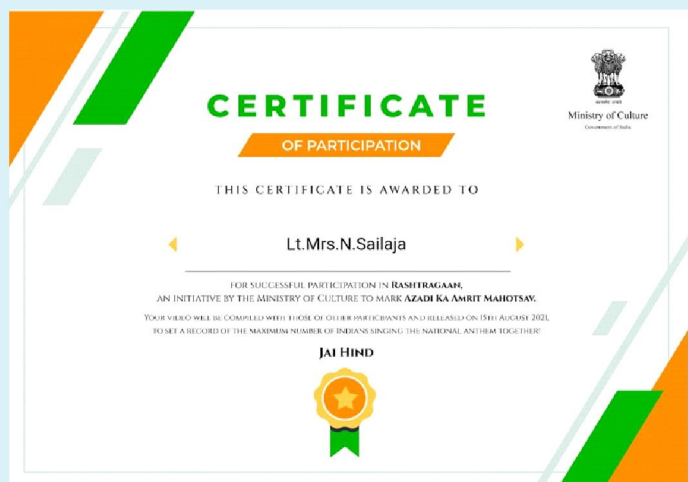 CERTIFICATE
OF PARTICIPATION
Ministry of Culture
Government of India
THIS CERTIFICATE IS AWARDED TO
Lt.Mrs.N.Sailaja
FOR SUCCESSFUL PARTICIPATION IN RASHTRAGAAN,
AN INITIATIVE BY THE MINISTRY OF CULTURE TO MARK AZADI KA AMRIT MAHOTSAV.
YOUR VIDEO WILL BE COMPILED WITH THOSE OF OTHER PARTICIPANTS AND RELEASED ON 15TH AUGUST 2021,
TO SET A RECORD OF THE MAXIMUM NUMBER OF INDIANS SINGING THE NATIONAL ANTHEM TOGETHER!
JAI HIND